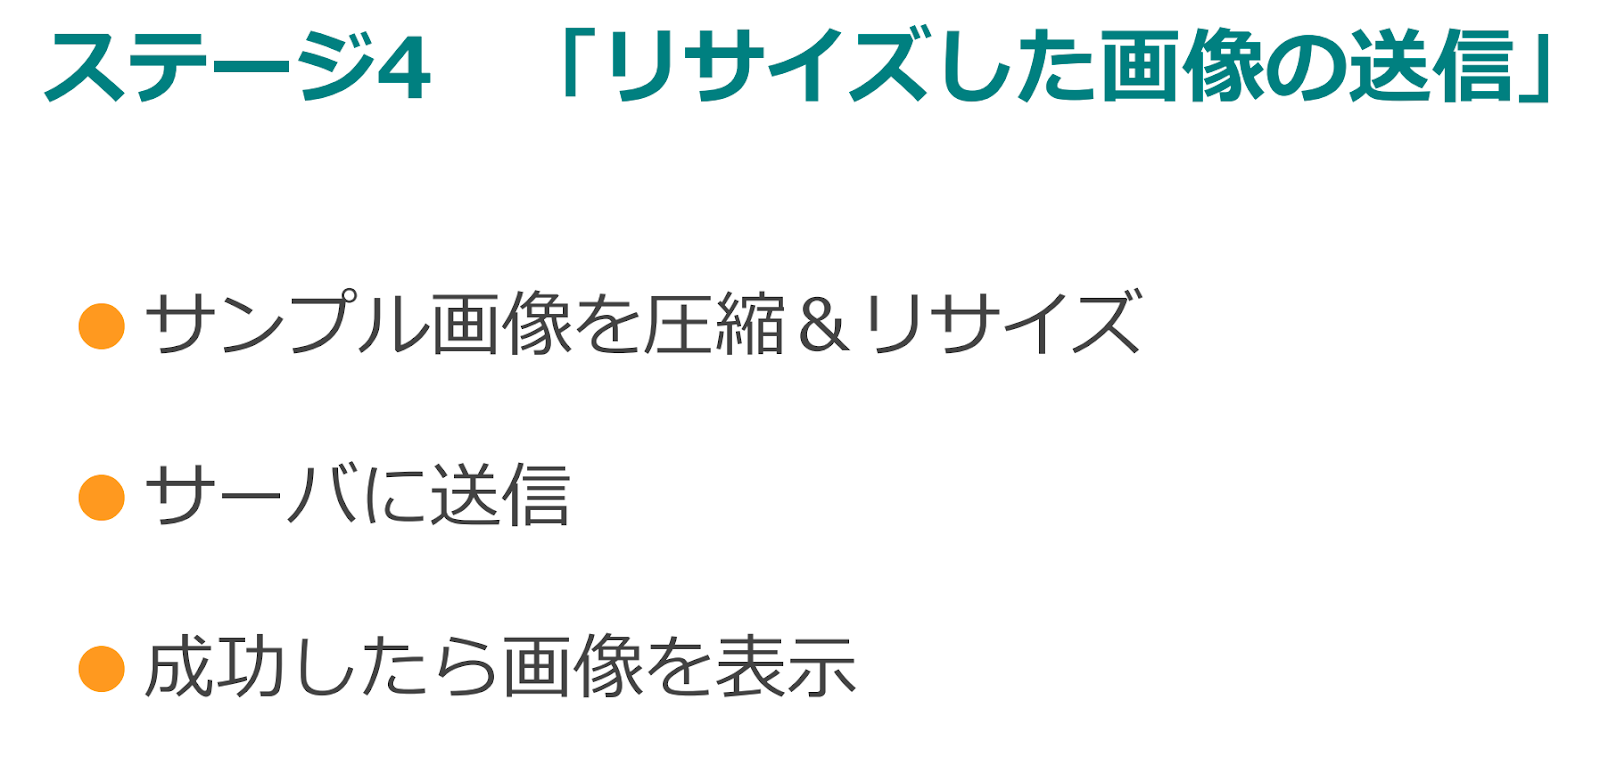 ステージ4　「リサイズした画像の送信」
● サンプル画像を圧縮＆リサイズ
● サーバに送信
● 成功したら画像を表示